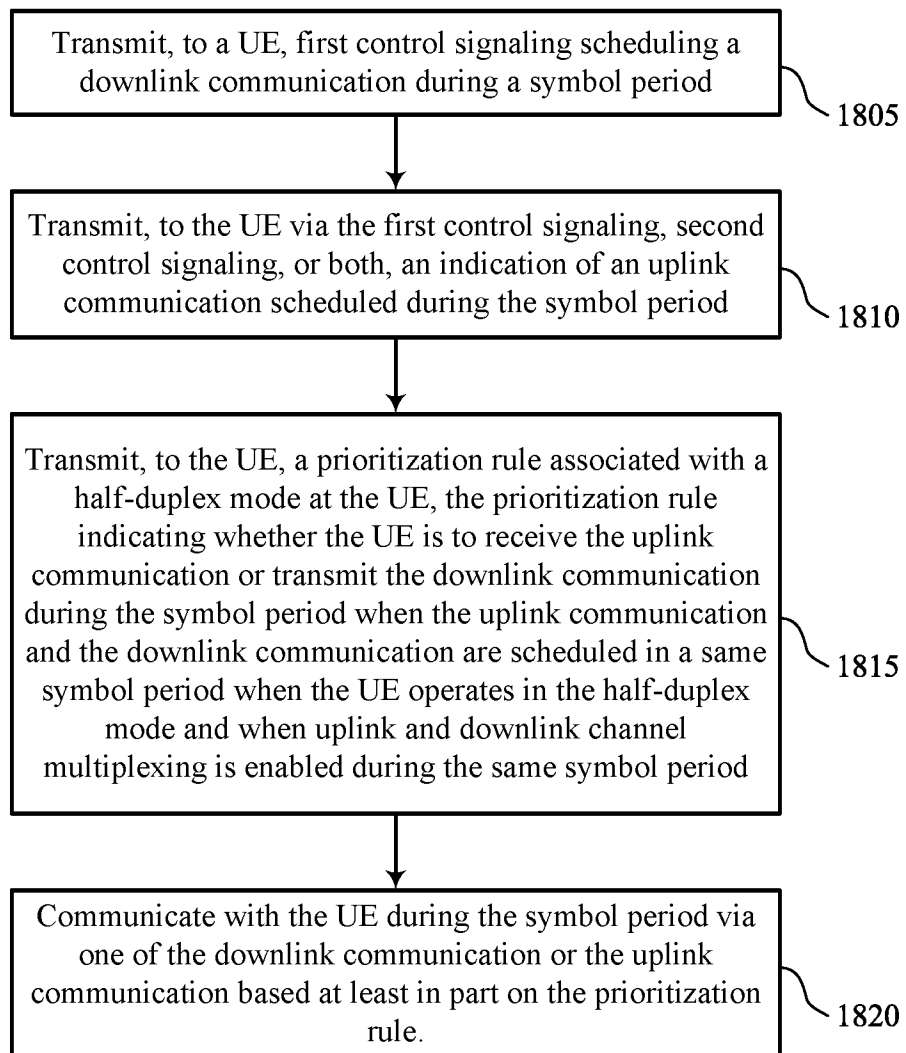 Transmit, to a UE, first control signaling scheduling a
downlink communication during a symbol period
1805
Transmit, to the UE via the first control signaling, second
control signaling, or both, an indication of an uplink
communication scheduled during the symbol period
1810
Transmit, to the UE, a prioritization rule associated with a
half-duplex mode at the UE, the prioritization rule
indicating whether the UE is to receive the uplink
communication or transmit the downlink communication
during the symbol period when the uplink communication
and the downlink communication are scheduled in a same
symbol period when the UE operates in the half-duplex
mode and when uplink and downlink channel
multiplexing is enabled during the same symbol period
1815
Communicate with the UE during the symbol period via
one of the downlink communication or the uplink
communication based at least in part on the prioritization
rule.
1820